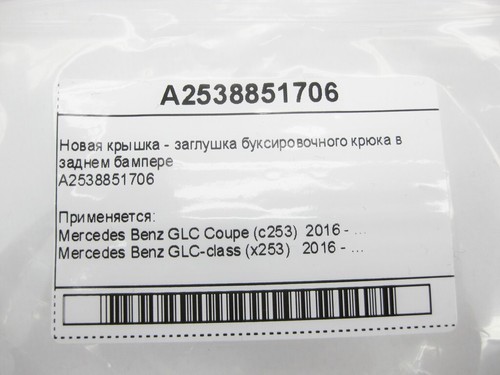 A2538851706
Новая крышка - заглушка буксировочного крюка в
заднем бампере
A2538851706
Применяется:
Mercedes Benz GLC Coupe (c253) 2016 - ...
Mercedes Benz GLC-class (x253) 2016 - ...